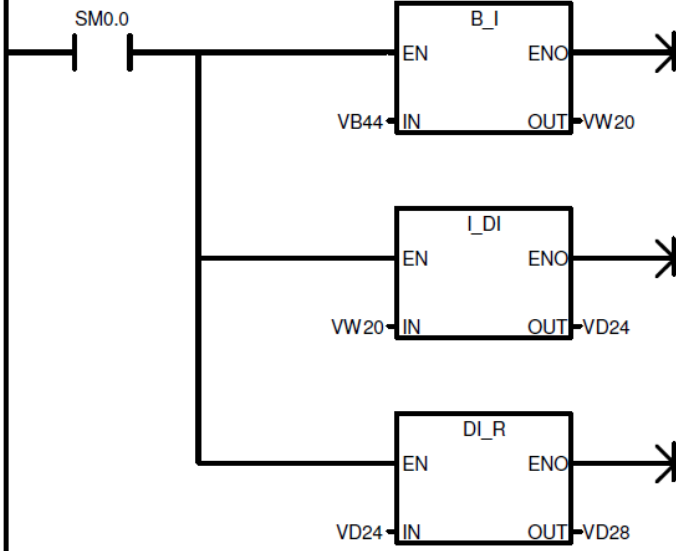 SM0.0
B_I
EN ENO
VB44 IN OUT VW20
I_DI
EN ENO
VW20 IN OUT VD24
DI_R
EN ENO
VD24 IN OUT VD28